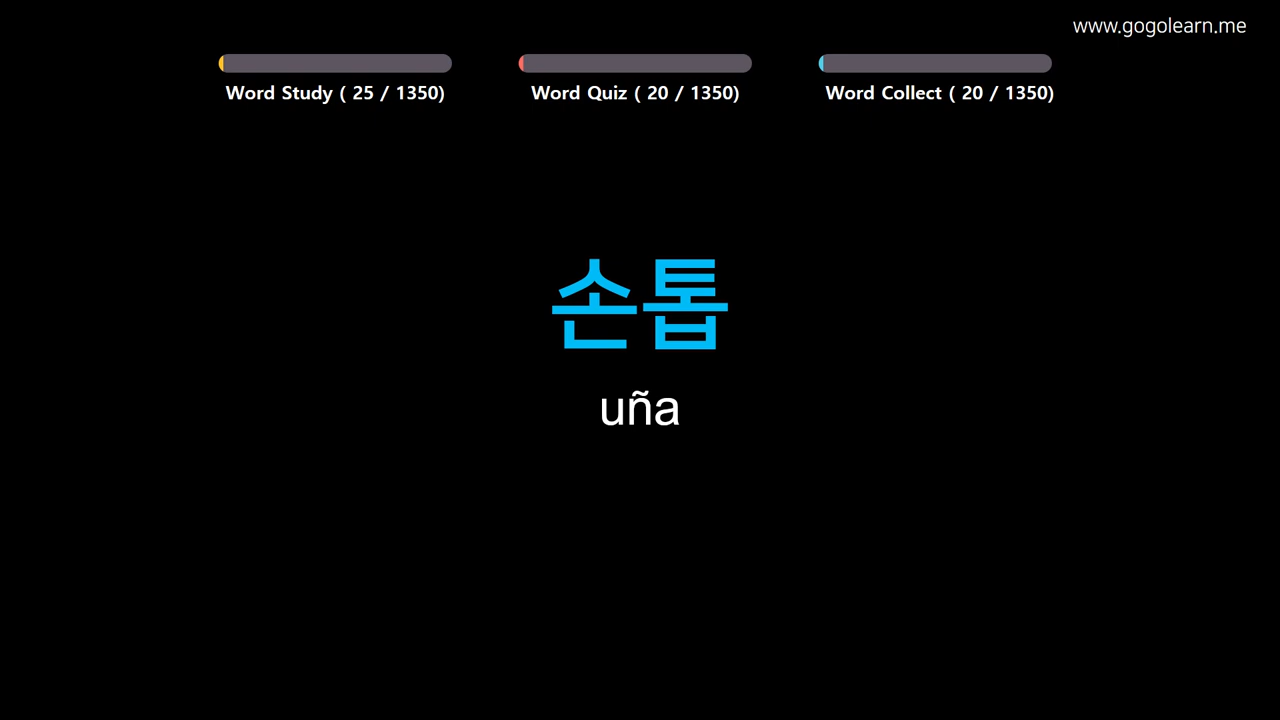 www.gogolearn.me
Word Study ( 25 / 1350)
Word Quiz ( 20 / 1350)
Word Collect ( 20 / 1350)
손톱
uña